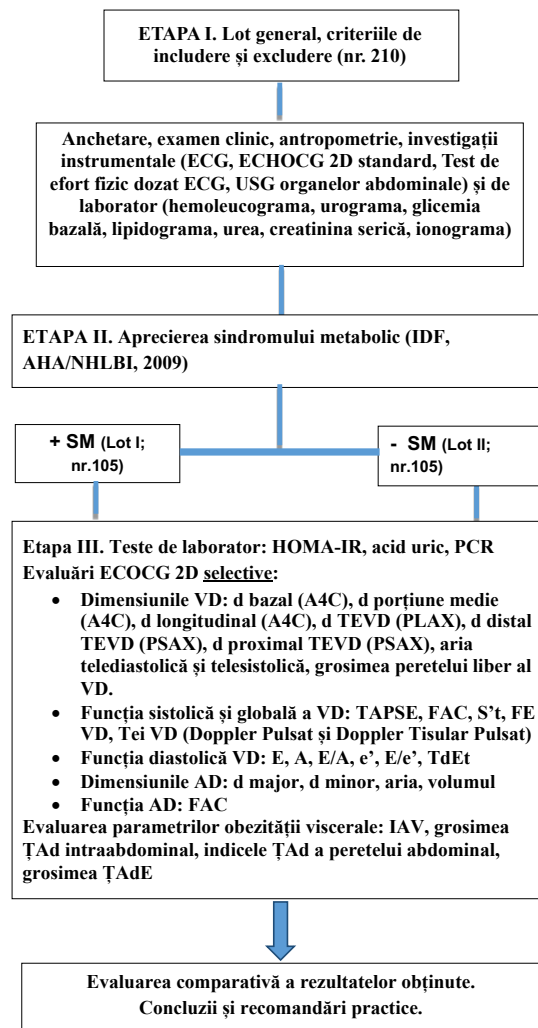 ETAPA I. Lot general, criteriile de
includere și excludere (nr. 210)
Anchetare, examen clinic, antropometrie, investigații
instrumentale (ECG, ECHOCG 2D standard, Test de
efort fizic dozat ECG, USG organelor abdominale) și de
laborator (hemoleucograma, urograma, glicemia
bazală, lipidograma, urea, creatinina serică, ionograma)
ETAPA II. Aprecierea sindromului metabolic (IDF,
AHA/NHLBI, 2009)
+ SM (Lot I;
nr.105)
- SM (Lot II;
nr.105)
Etapa III. Teste de laborator: HOMA-IR, acid uric, PCR
Evaluări ECOCG 2D selective:
• Dimensiunile VD: d bazal (A4C), d porțiune medie
(A4C), d longitudinal (A4C), d TEVD (PLAX), d distal
TEVD (PSAX), d proximal TEVD (PSAX), aria
telediastolică și telesistolică, grosimea peretelui liber al
VD.
• Funcția sistolică și globală a VD: TAPSE, FAC, S't, FE
VD, Tei VD (Doppler Pulsat și Doppler Tisular Pulsat)
• Funcția diastolică VD: E, A, E/A, e', E/e', TdEt
• Dimensiunile AD: d major, d minor, aria, volumul
• Funcția AD: FAC
Evaluarea parametrilor obezității viscerale: IAV, grosimea
ȚAd intraabdominal, indicele ȚAd a peretelui abdominal,
grosimea ȚAdE
Evaluarea comparativă a rezultatelor obținute.
Concluzii și recomandări practice.